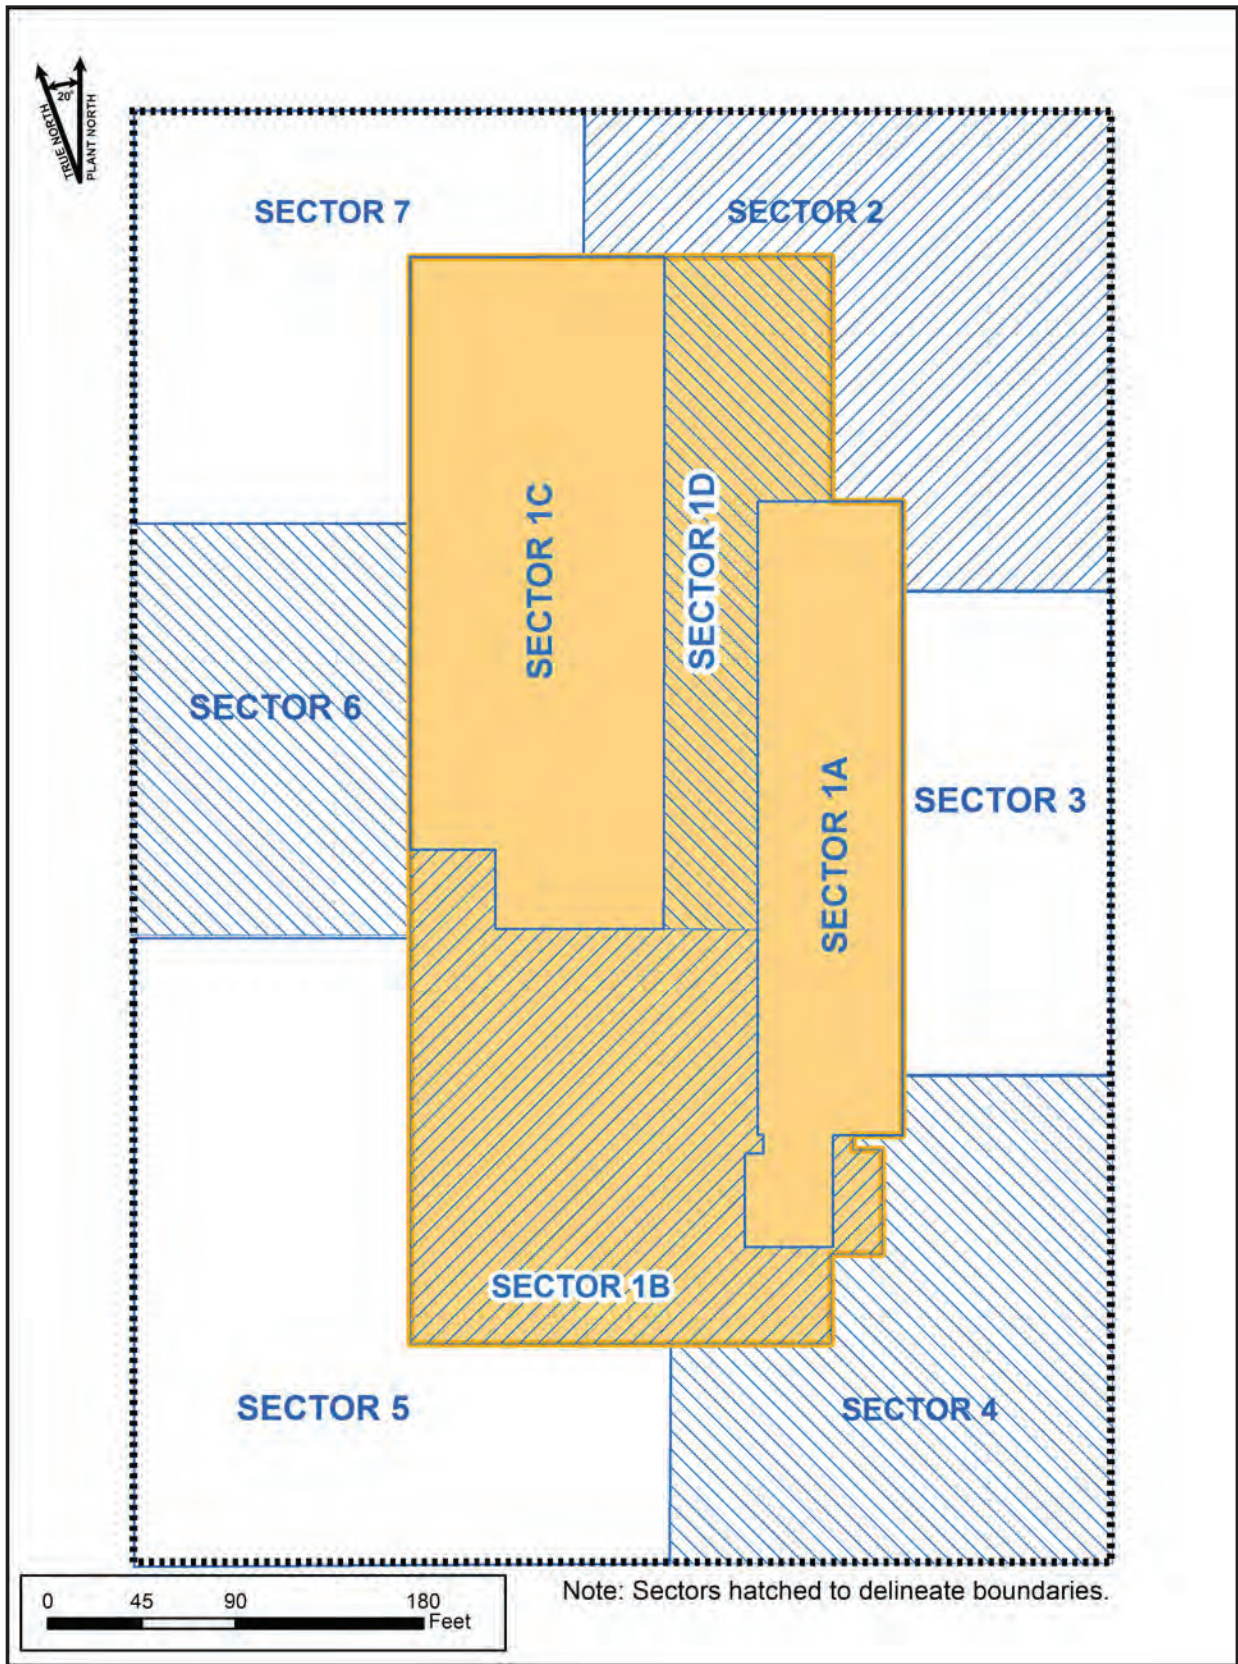 20°
TRUE NORTH
PLANT NORTH
SECTOR 7
SECTOR 2
SECTOR 1C
SECTOR 1D
SECTOR 6
SECTOR 1A
SECTOR 3
SECTOR 1B
SECTOR 5
SECTOR 4
0 45 90 180
Feet
Note: Sectors hatched to delineate boundaries.